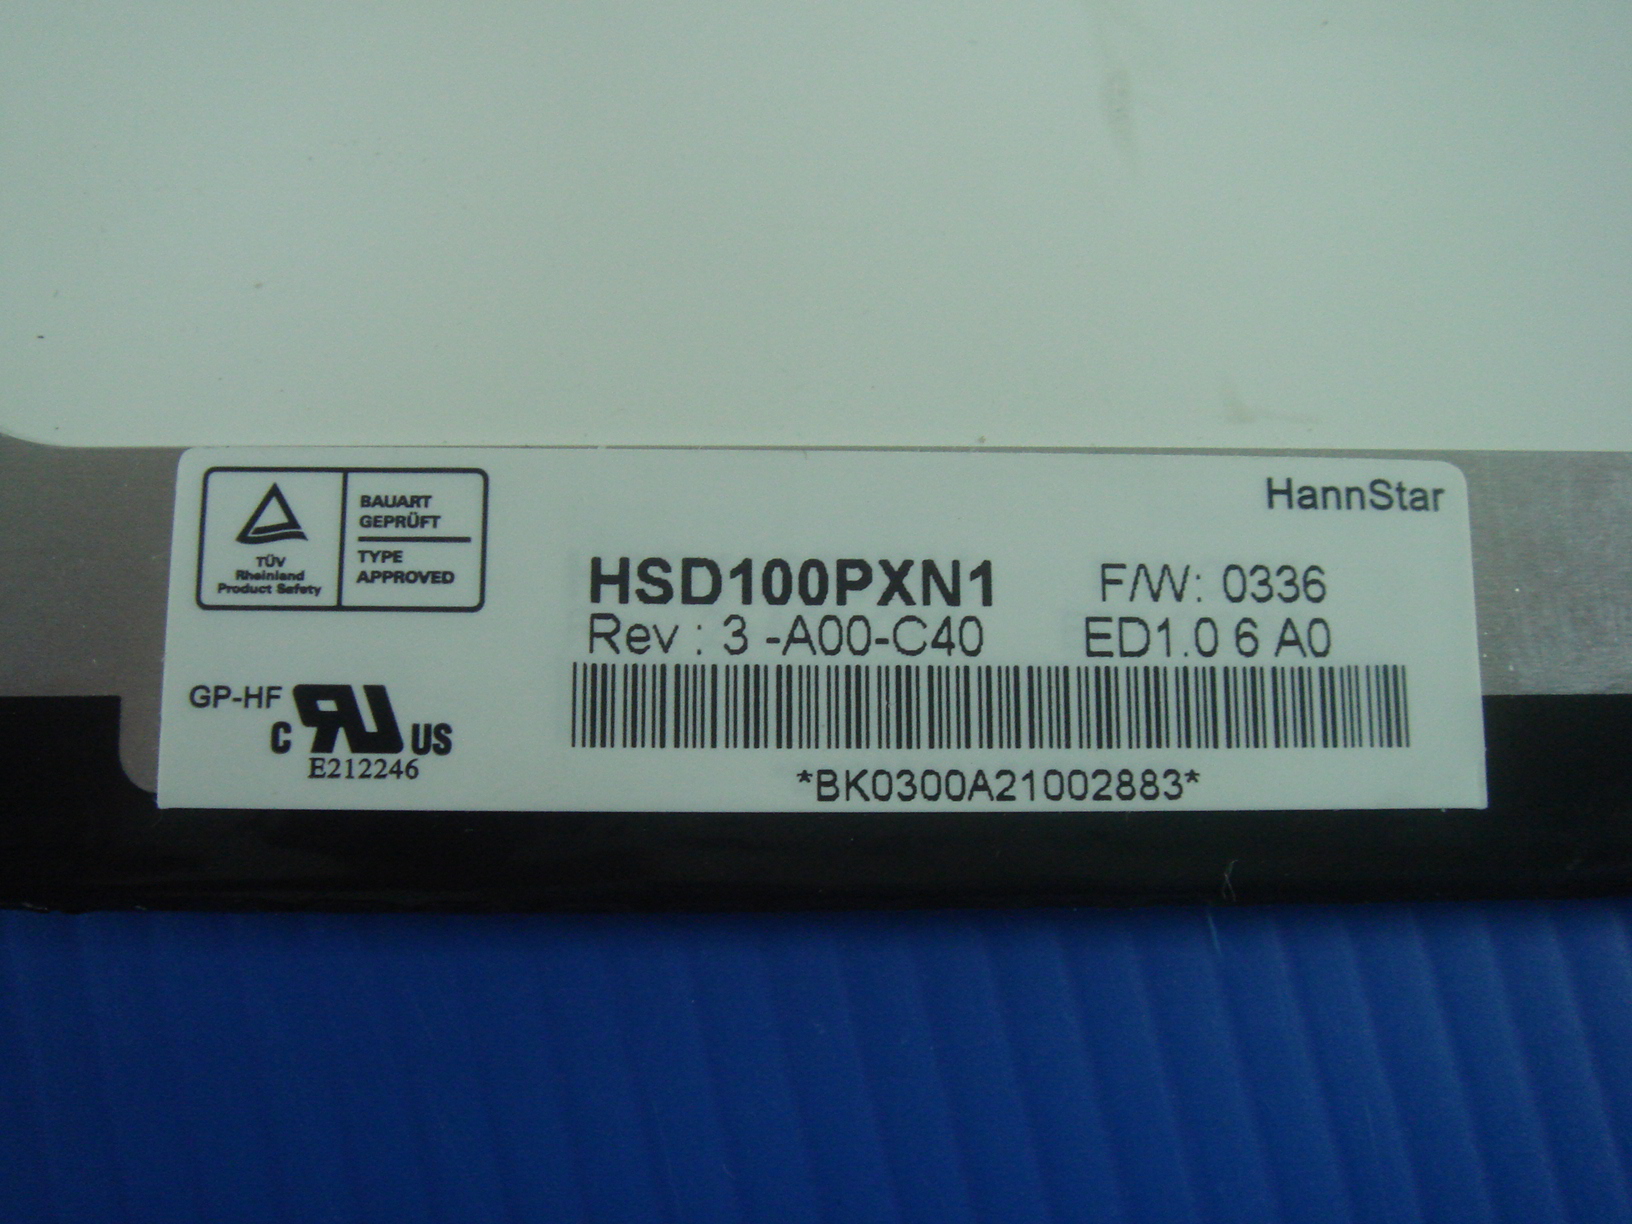 TÜV
Rheinland
Product Safety
BAUART
GEPRÜFT
TYPE
APPROVED
HannStar
HSD100PXN1 F/W: 0336
Rev : 3 -A00-C40 ED1.0 6 A0
GP-HF
C RU US
E212246
*BK0300A21002883*